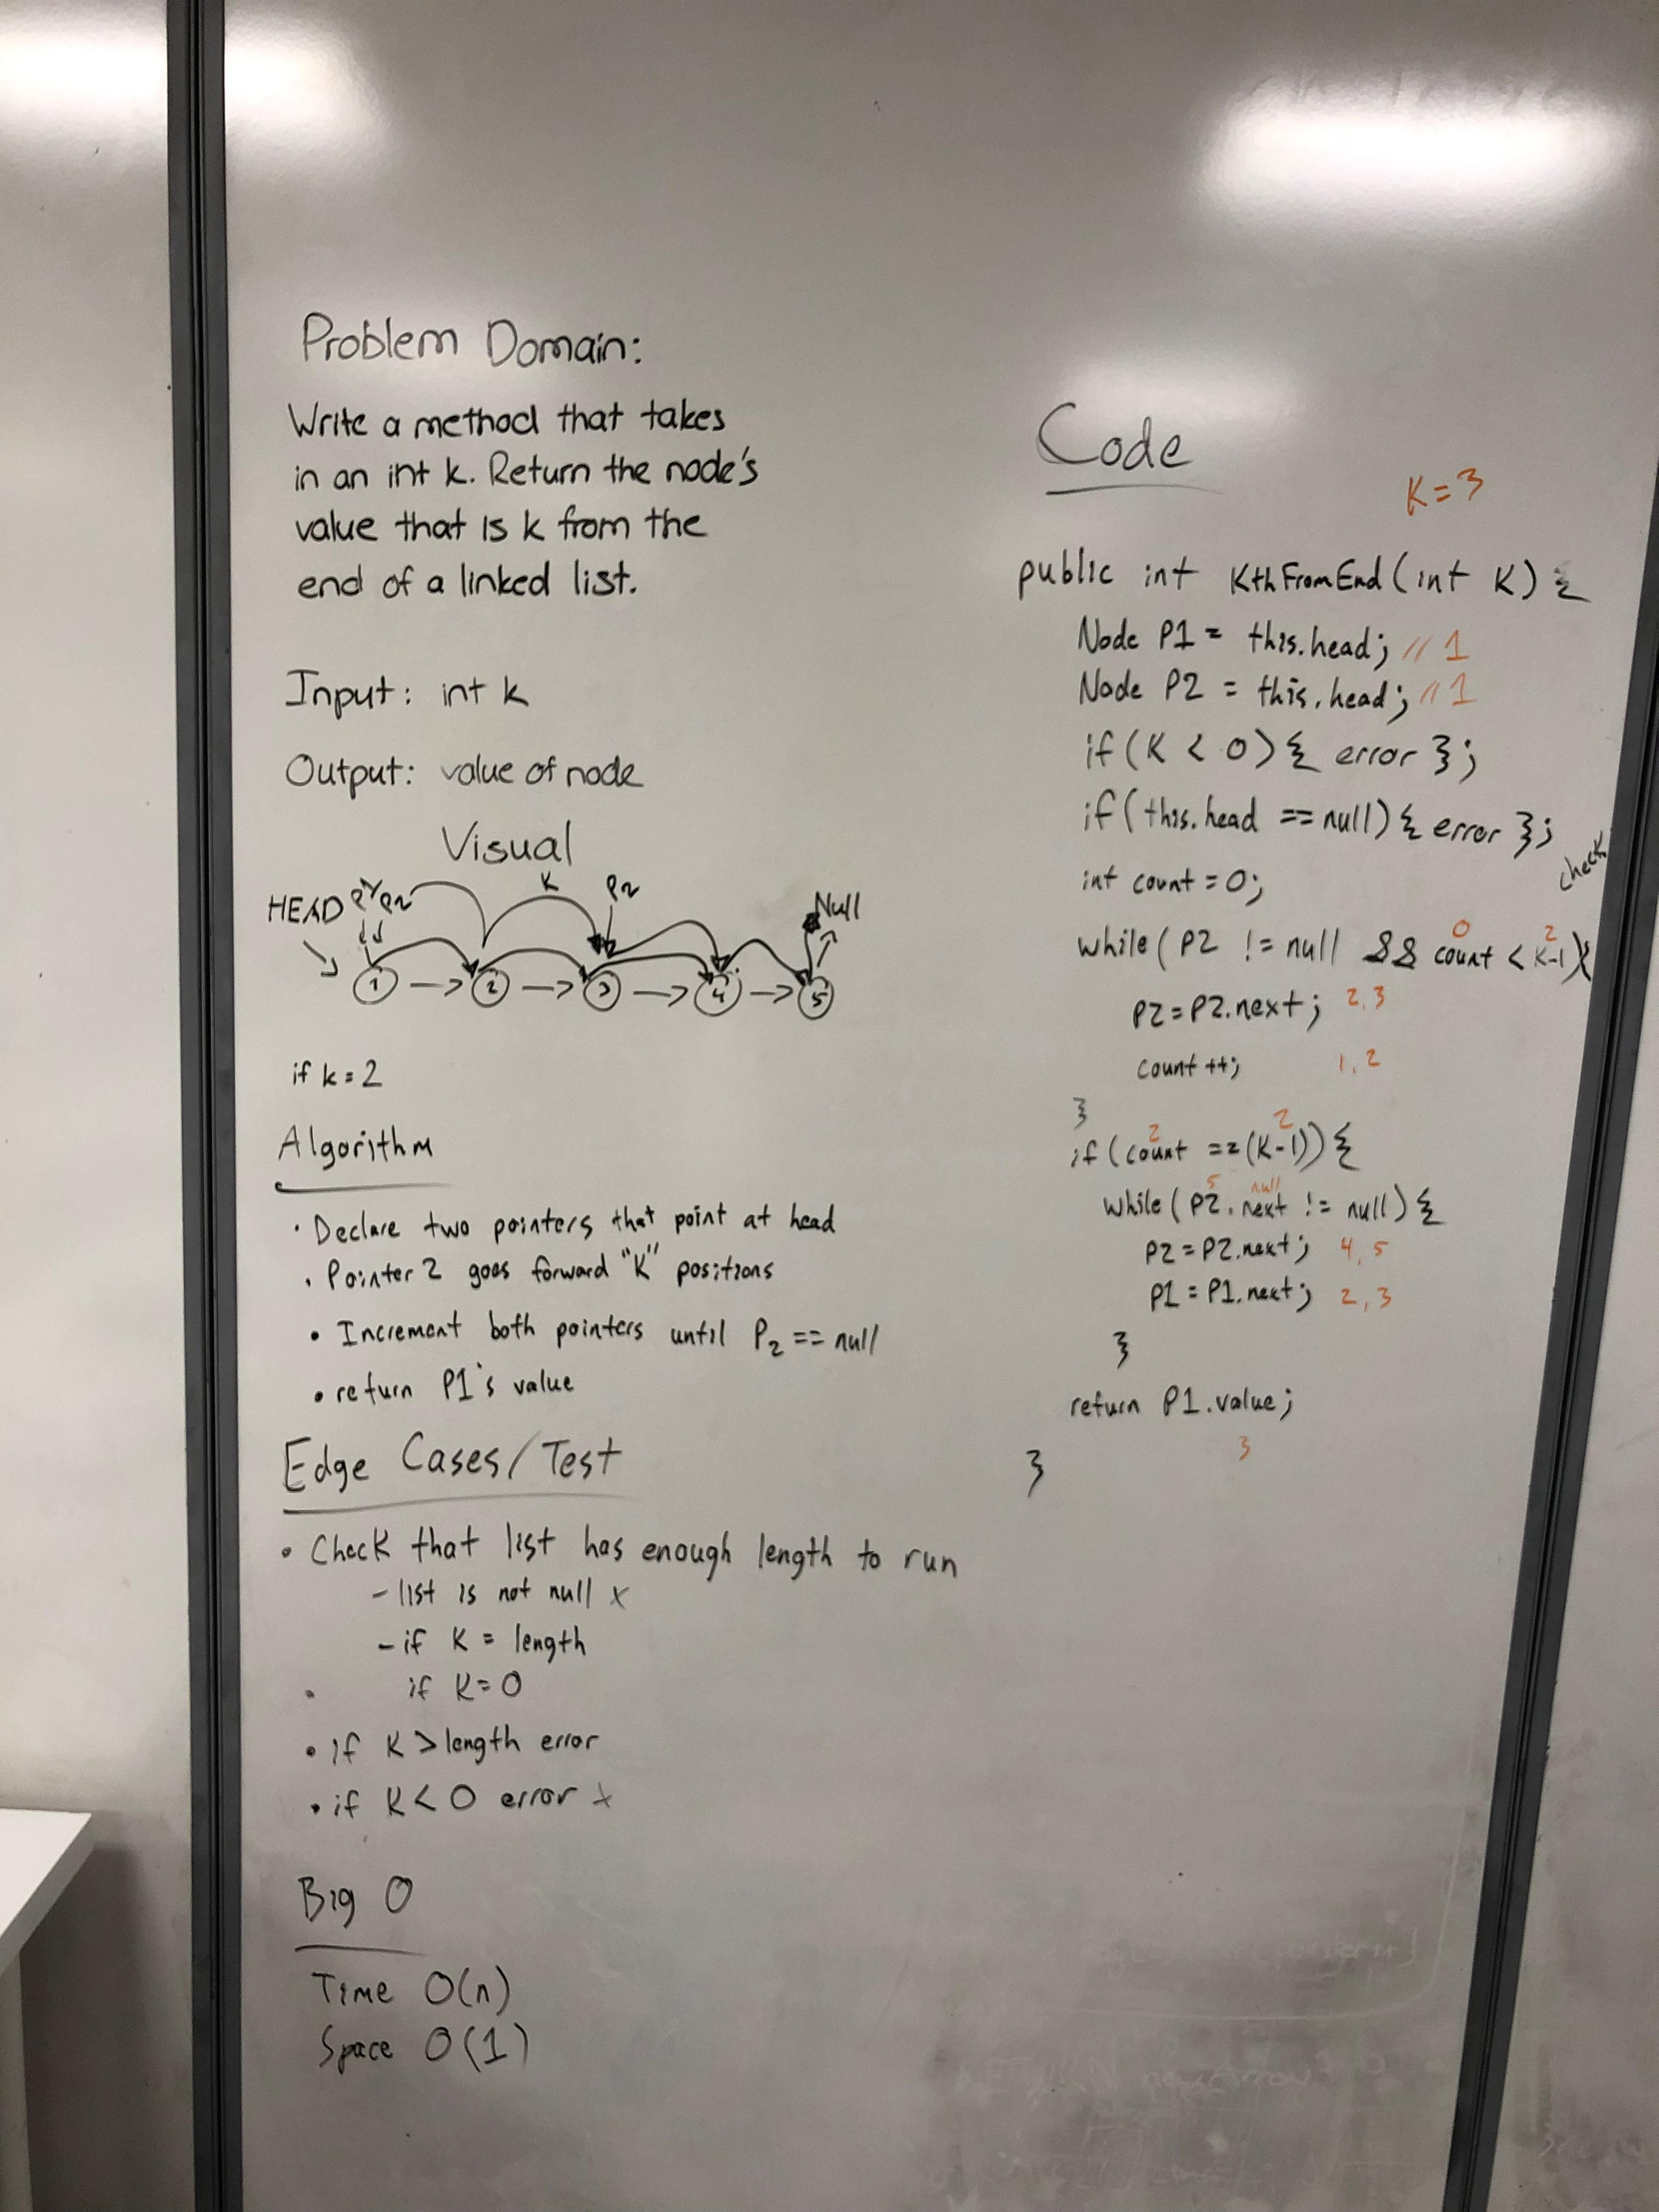 Problem Domain:
Write a method that takes
in an int k. Return the node's
value that is k from the
end of a linked list.
Input: int k
Output: value of node
Visual
HEAD P1 P2 K P2 Null
1 → 2 → 3 → 4 → 5
if k = 2
Algorithm
• Declare two pointers that point at head
• Pointer 2 goes forward "K" positions
• Increment both pointers until P2 == null
• return P1's value
Edge Cases/Test
• Check that list has enough length to run
- list is not null x
- if K = length
• if K = 0
• if K > length error
• if K < 0 error x
Big O
Time O(n)
Space O(1)
Code
K = 3
public int KthFromEnd(int K) {
Node P1 = this.head; // 1
Node P2 = this.head; // 1
if (K < 0) { error };
if (this.head == null) { error };
check
int count = 0;
0 2
while (P2 != null && count < K-1){
P2 = P2.next; 2, 3
count ++; 1, 2
}
2 2
if (count == (K-1)) {
5 null
while (P2.next != null) {
P2 = P2.next; 4, 5
P1 = P1.next; 2, 3
}
return P1.value;
3
}